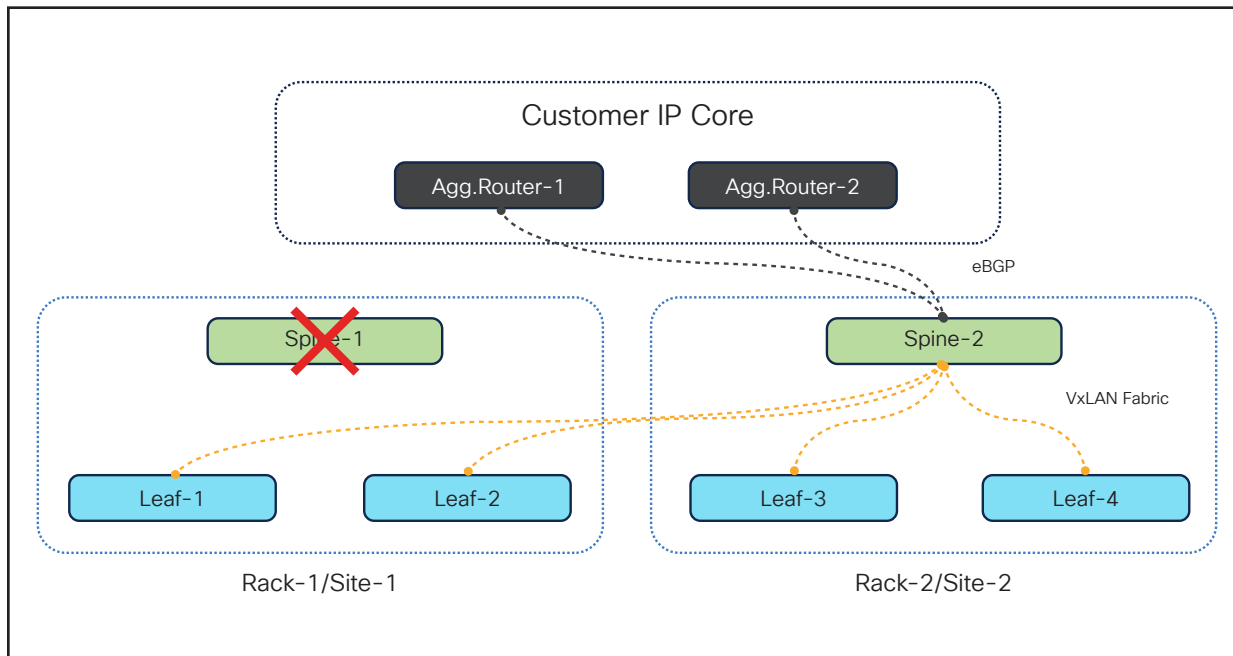 Customer IP Core
Agg.Router-1
Agg.Router-2
eBGP
Spine-1
Spine-2
VxLAN Fabric
Leaf-1
Leaf-2
Leaf-3
Leaf-4
Rack-1/Site-1
Rack-2/Site-2